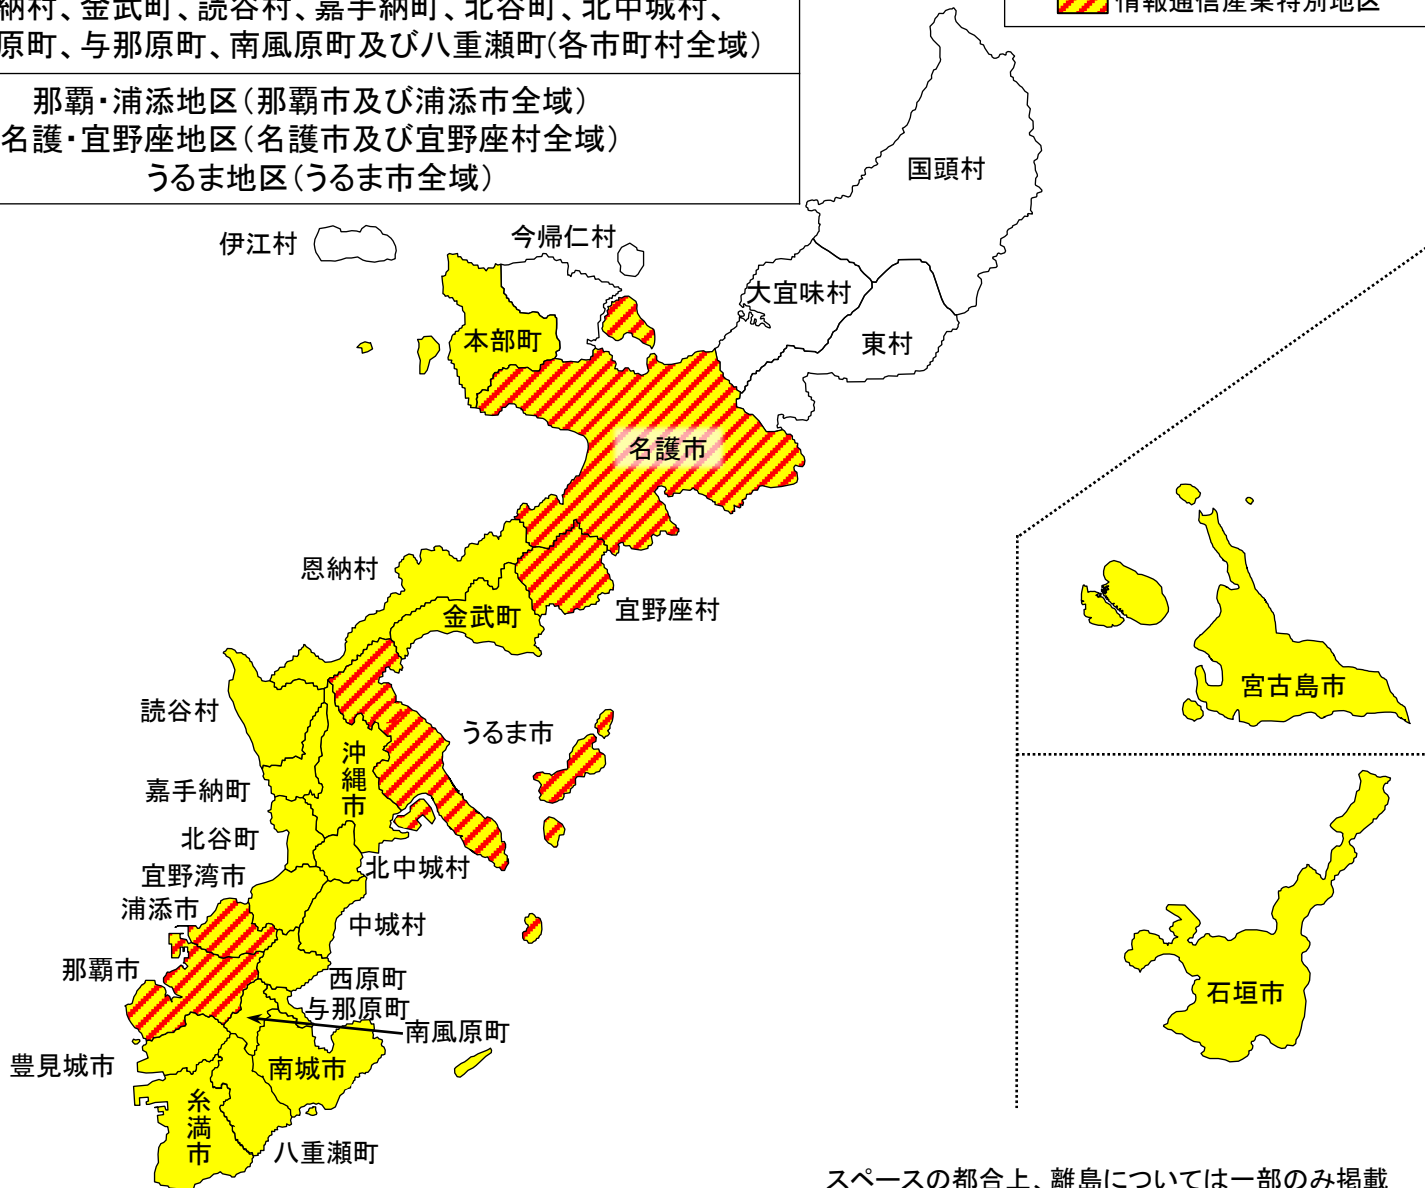 納村、金武町、読谷村、嘉手納町、北谷町、北中城村、
原町、与那原町、南風原町及び八重瀬町(各市町村全域)
那覇・浦添地区(那覇市及び浦添市全域)
名護・宜野座地区(名護市及び宜野座村全域)
うるま地区(うるま市全域)
情報通信産業特別地区
国頭村
伊江村
今帰仁村
大宜味村
本部町
東村
名護市
恩納村
金武町
宜野座村
宮古島市
読谷村
うるま市
沖縄市
嘉手納町
北谷町
北中城村
宜野湾市
浦添市
中城村
那覇市
西原町
与那原町
南風原町
石垣市
豊見城市
南城市
糸満市
八重瀬町
スペースの都合上、離島については一部のみ掲載